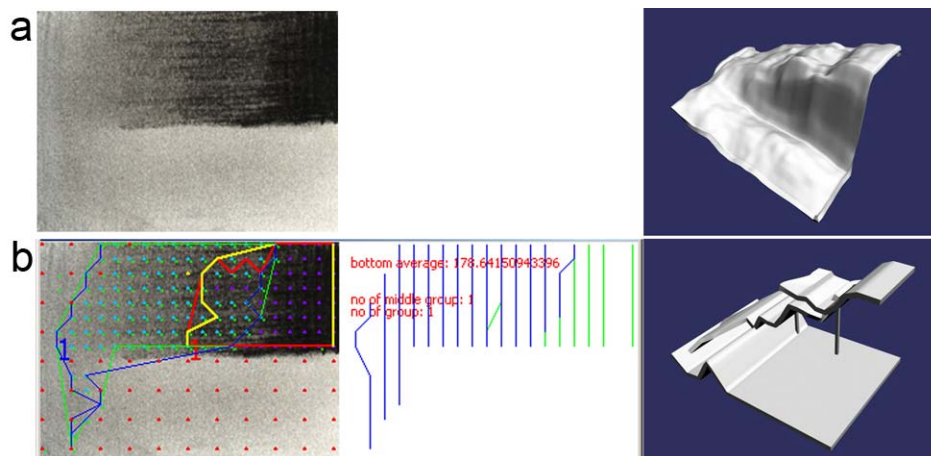 a
b
bottom average: 178.64150943396
no of middle group: 1
no of group: 1
1
1